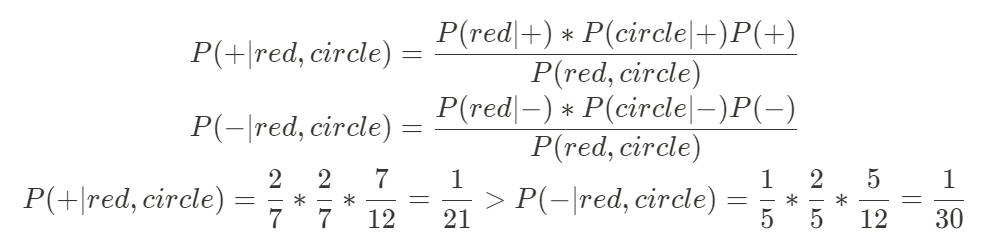 P(+|red, circle) = P(red|+) ∗ P(circle|+)P(+) / P(red, circle)
P(−|red, circle) = P(red|−) ∗ P(circle|−)P(−) / P(red, circle)
P(+|red, circle) = 2/7 ∗ 2/7 ∗ 7/12 = 1/21 > P(−|red, circle) = 1/5 ∗ 2/5 ∗ 5/12 = 1/30